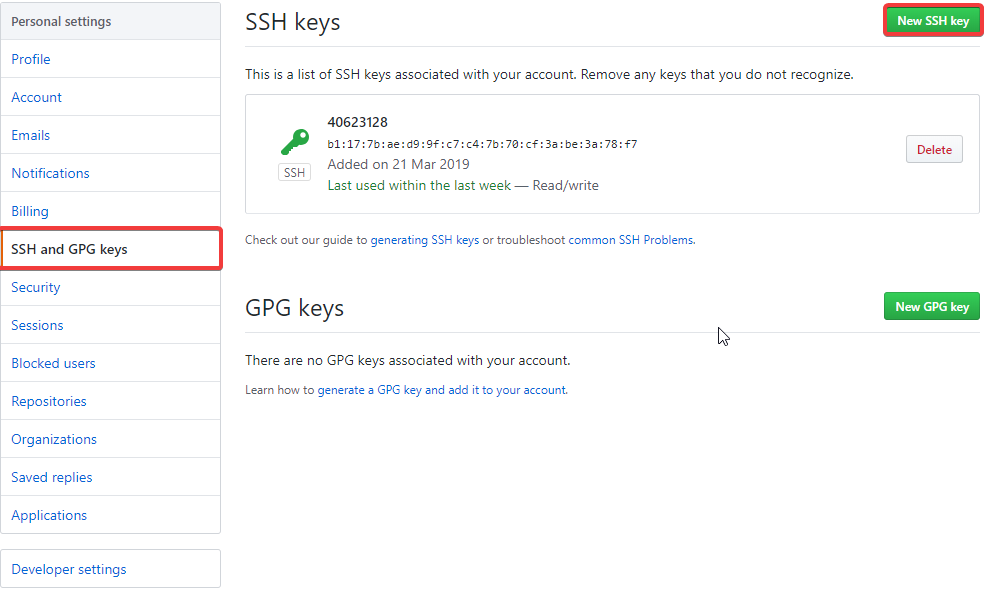 Personal settings
Profile
Account
Emails
Notifications
Billing
SSH and GPG keys
Security
Sessions
Blocked users
Repositories
Organizations
Saved replies
Applications
Developer settings
SSH keys
New SSH key
This is a list of SSH keys associated with your account. Remove any keys that you do not recognize.
40623128
b1:17:7b:ae:d9:9f:c7:c4:7b:70:cf:3a:be:3a:78:f7
Added on 21 Mar 2019
Last used within the last week — Read/write
SSH
Delete
Check out our guide to generating SSH keys or troubleshoot common SSH Problems.
GPG keys
New GPG key
There are no GPG keys associated with your account.
Learn how to generate a GPG key and add it to your account.